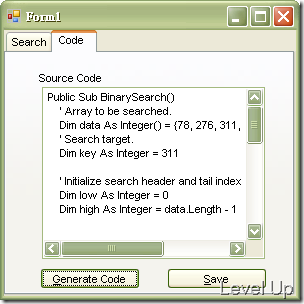 Form1
Search Code
Source Code
Public Sub BinarySearch()
' Array to be searched.
Dim data As Integer() = {78, 276, 311,
' Search target.
Dim key As Integer = 311
' Initialize search header and tail index
Dim low As Integer = 0
Dim high As Integer = data.Length - 1
Generate Code Save
Level Up